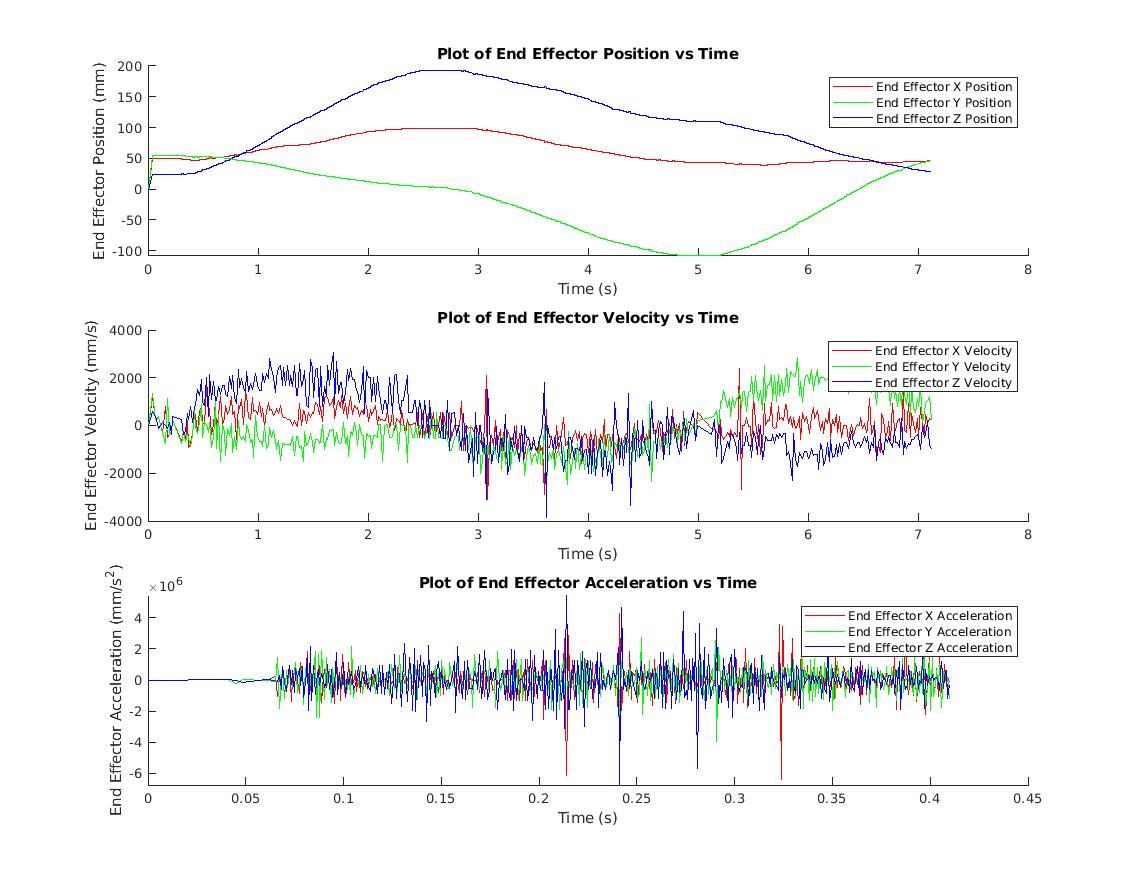 Plot of End Effector Position vs Time
End Effector Position (mm)
200
150
100
50
0
-50
-100
End Effector X Position
End Effector Y Position
End Effector Z Position
0 1 2 3 4 5 6 7 8
Time (s)
Plot of End Effector Velocity vs Time
End Effector Velocity (mm/s)
4000
2000
0
-2000
-4000
End Effector X Velocity
End Effector Y Velocity
End Effector Z Velocity
0 1 2 3 4 5 6 7 8
Time (s)
Plot of End Effector Acceleration vs Time
End Effector Acceleration (mm/s²)
×10⁶
4
2
0
-2
-4
-6
End Effector X Acceleration
End Effector Y Acceleration
End Effector Z Acceleration
0 0.05 0.1 0.15 0.2 0.25 0.3 0.35 0.4 0.45
Time (s)